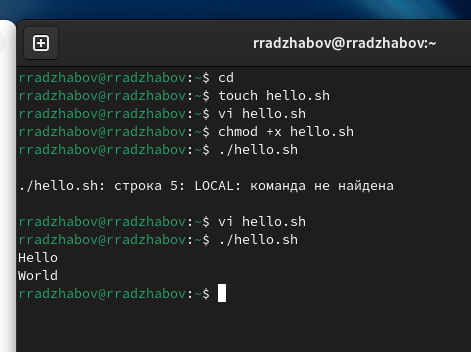 rradzhabov@rradzhabov:~
rradzhabov@rradzhabov:~$ cd
rradzhabov@rradzhabov:~$ touch hello.sh
rradzhabov@rradzhabov:~$ vi hello.sh
rradzhabov@rradzhabov:~$ chmod +x hello.sh
rradzhabov@rradzhabov:~$ ./hello.sh
./hello.sh: строка 5: LOCAL: команда не найдена
rradzhabov@rradzhabov:~$ vi hello.sh
rradzhabov@rradzhabov:~$ ./hello.sh
Hello
World
rradzhabov@rradzhabov:~$